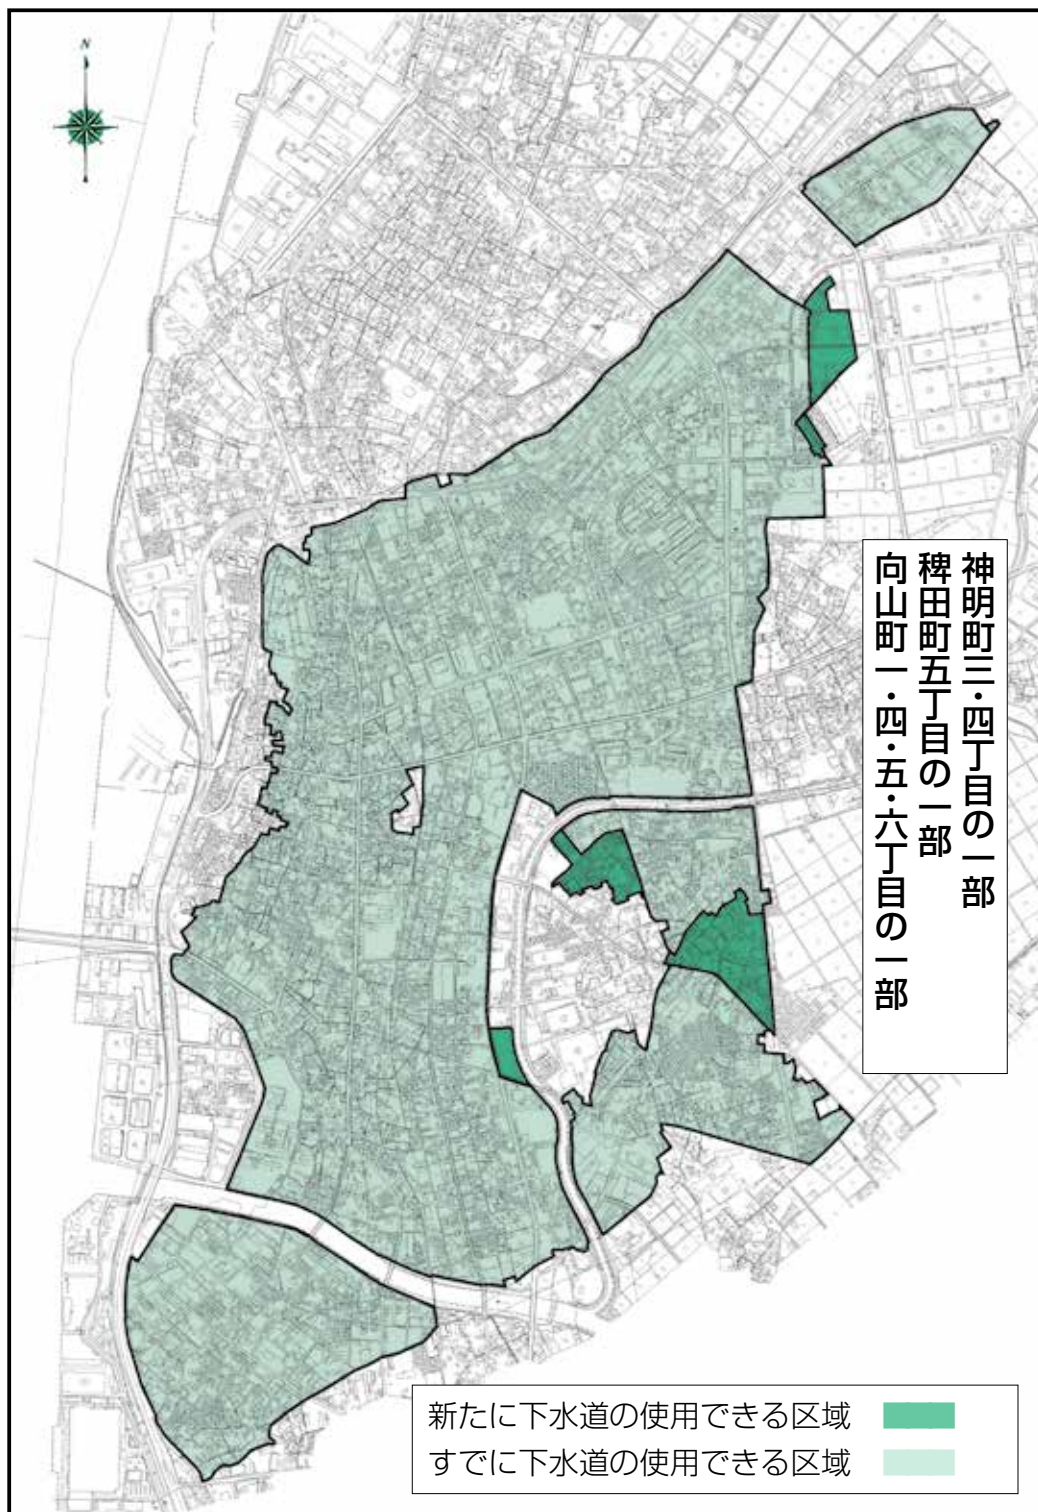 N
神明町三・四丁目の一部
稗田町五丁目の一部
向山町一・四・五・六丁目の一部
新たに下水道の使用できる区域
すでに下水道の使用できる区域